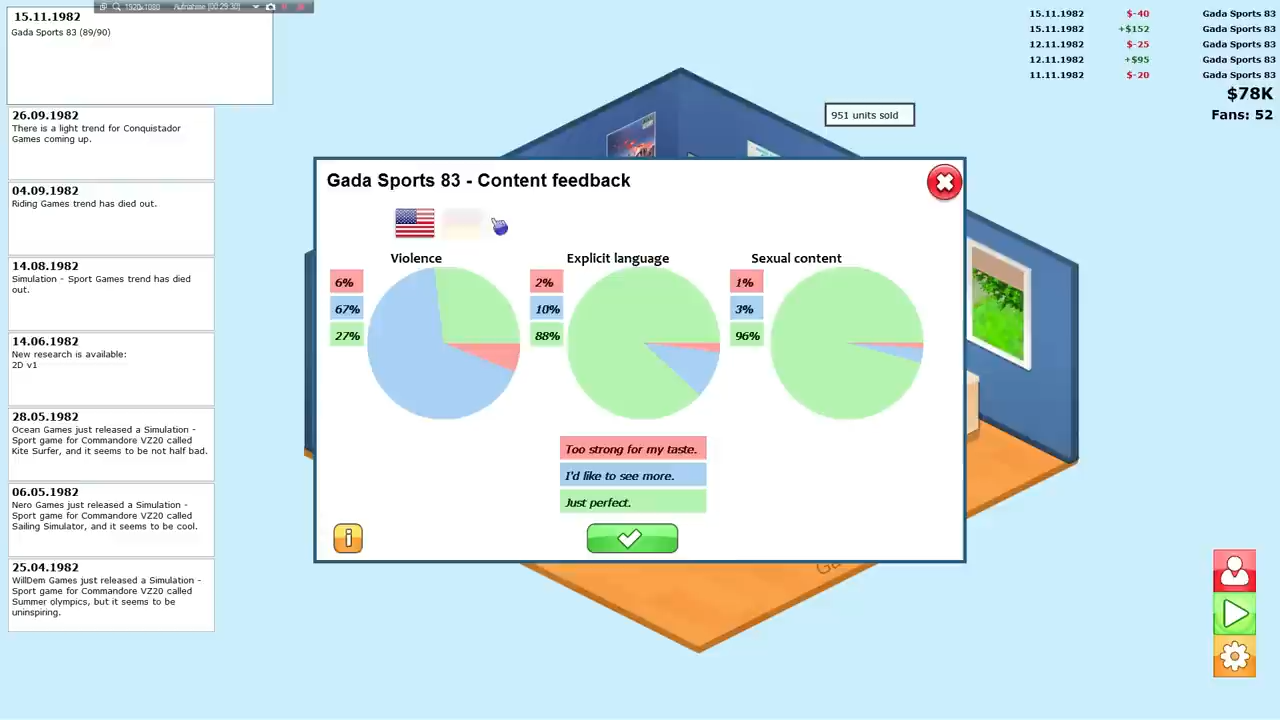 1520x1080 Aufnahme [00:29:30]
15.11.1982
Gada Sports 83 (89/90)
26.09.1982
There is a light trend for Conquistador
Games coming up.
04.09.1982
Riding Games trend has died out.
14.08.1982
Simulation - Sport Games trend has died
out.
14.06.1982
New research is available:
2D v1
28.05.1982
Ocean Games just released a Simulation -
Sport game for Commandore VZ20 called
Kite Surfer, and it seems to be not half bad.
06.05.1982
Nero Games just released a Simulation -
Sport game for Commandore VZ20 called
Sailing Simulator, and it seems to be cool.
25.04.1982
WillDem Games just released a Simulation -
Sport game for Commandore VZ20 called
Summer olympics, but it seems to be
uninspiring.
15.11.1982 $-40 Gada Sports 83
15.11.1982 +$152 Gada Sports 83
12.11.1982 $-25 Gada Sports 83
12.11.1982 +$95 Gada Sports 83
11.11.1982 $-20 Gada Sports 83
$78K
Fans: 52
951 units sold
Gada Sports 83 - Content feedback
Violence
6%
67%
27%
Explicit language
2%
10%
88%
Sexual content
1%
3%
96%
Too strong for my taste.
I'd like to see more.
Just perfect.